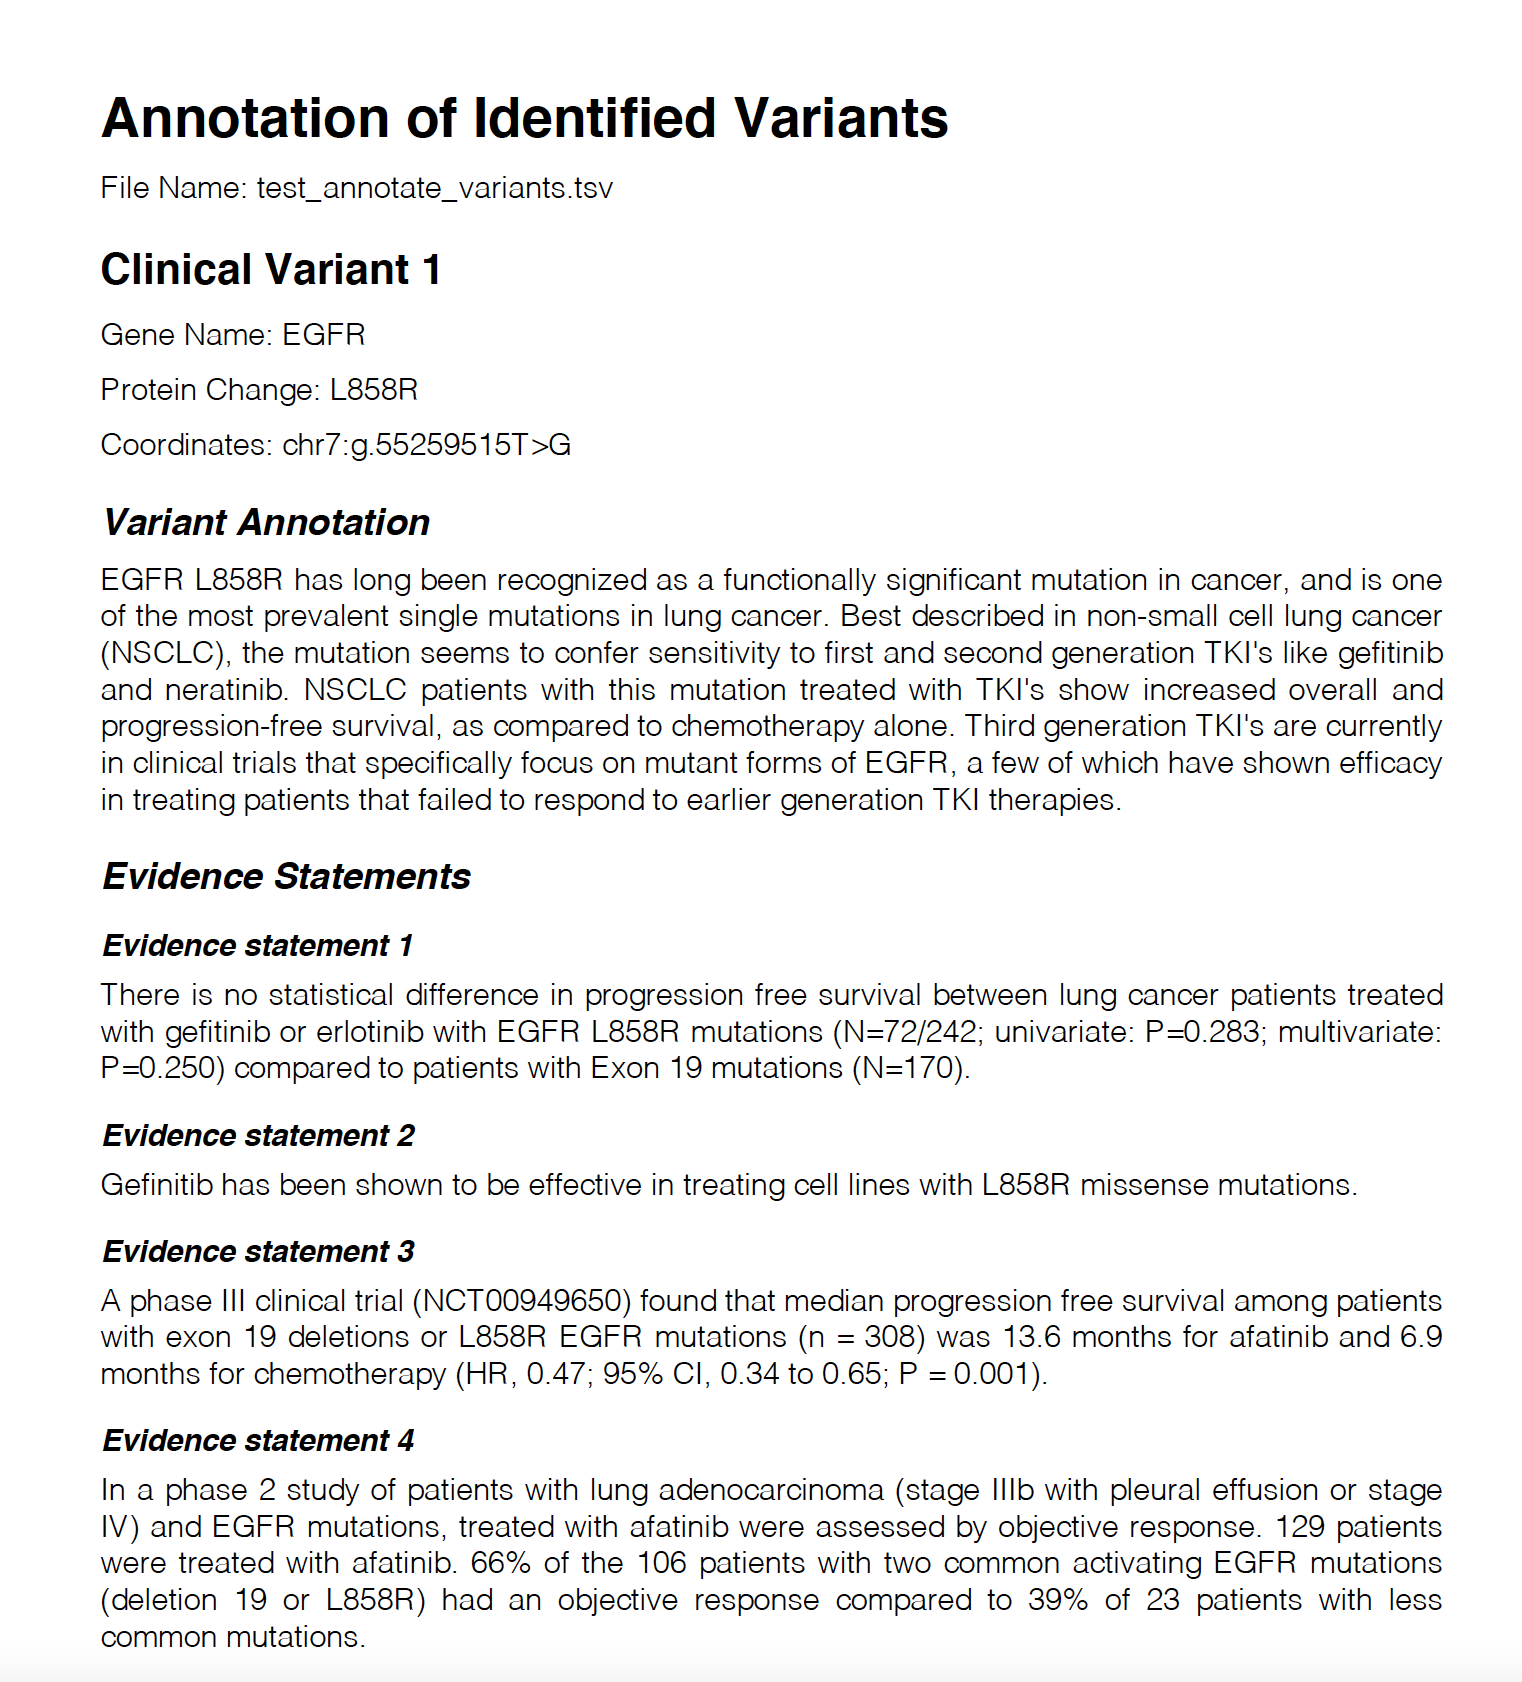 Annotation of Identified Variants
File Name: test_annotate_variants.tsv
Clinical Variant 1
Gene Name: EGFR
Protein Change: L858R
Coordinates: chr7:g.55259515T>G
Variant Annotation
EGFR L858R has long been recognized as a functionally significant mutation in cancer, and is one
of the most prevalent single mutations in lung cancer. Best described in non-small cell lung cancer
(NSCLC), the mutation seems to confer sensitivity to first and second generation TKI's like gefitinib
and neratinib. NSCLC patients with this mutation treated with TKI's show increased overall and
progression-free survival, as compared to chemotherapy alone. Third generation TKI's are currently
in clinical trials that specifically focus on mutant forms of EGFR, a few of which have shown efficacy
in treating patients that failed to respond to earlier generation TKI therapies.
Evidence Statements
Evidence statement 1
There is no statistical difference in progression free survival between lung cancer patients treated
with gefitinib or erlotinib with EGFR L858R mutations (N=72/242; univariate: P=0.283; multivariate:
P=0.250) compared to patients with Exon 19 mutations (N=170).
Evidence statement 2
Gefinitib has been shown to be effective in treating cell lines with L858R missense mutations.
Evidence statement 3
A phase III clinical trial (NCT00949650) found that median progression free survival among patients
with exon 19 deletions or L858R EGFR mutations (n = 308) was 13.6 months for afatinib and 6.9
months for chemotherapy (HR, 0.47; 95% CI, 0.34 to 0.65; P = 0.001).
Evidence statement 4
In a phase 2 study of patients with lung adenocarcinoma (stage IIIb with pleural effusion or stage
IV) and EGFR mutations, treated with afatinib were assessed by objective response. 129 patients
were treated with afatinib. 66% of the 106 patients with two common activating EGFR mutations
(deletion 19 or L858R) had an objective response compared to 39% of 23 patients with less
common mutations.